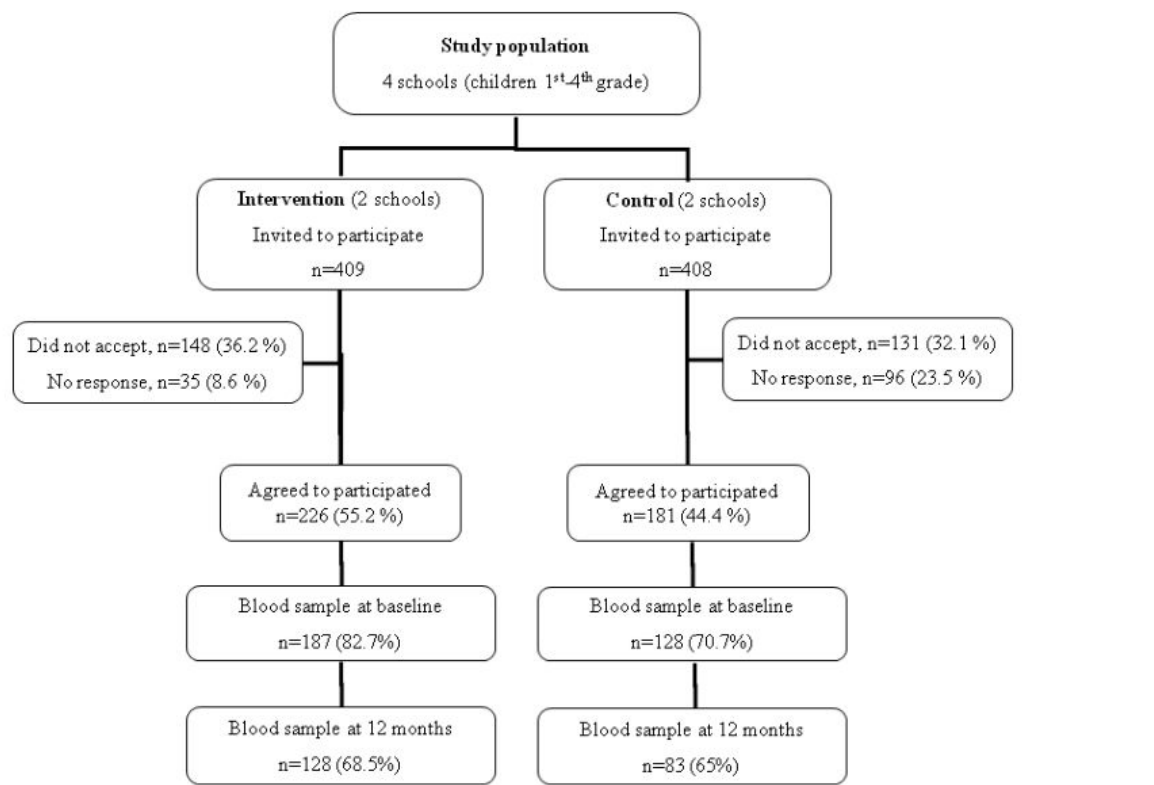 Study population
4 schools (children 1st-4th grade)
Intervention (2 schools)
Invited to participate
n=409
Control (2 schools)
Invited to participate
n=408
Did not accept, n=148 (36.2 %)
No response, n=35 (8.6 %)
Did not accept, n=131 (32.1 %)
No response, n=96 (23.5 %)
Agreed to participated
n=226 (55.2 %)
Agreed to participated
n=181 (44.4 %)
Blood sample at baseline
n=187 (82.7%)
Blood sample at baseline
n=128 (70.7%)
Blood sample at 12 months
n=128 (68.5%)
Blood sample at 12 months
n=83 (65%)